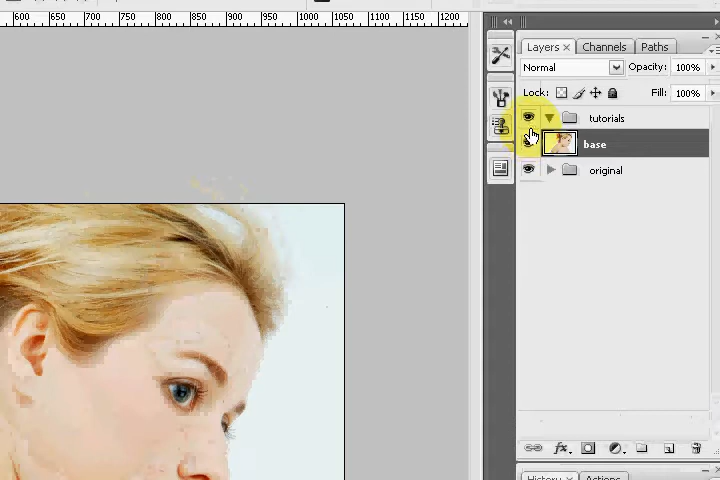 600 650 700 750 800 850 900 950 1000 1050 1100 1150 1200
Layers × Channels Paths
Normal Opacity: 100%
Lock: Fill: 100%
tutorials
base
original
History × Actions